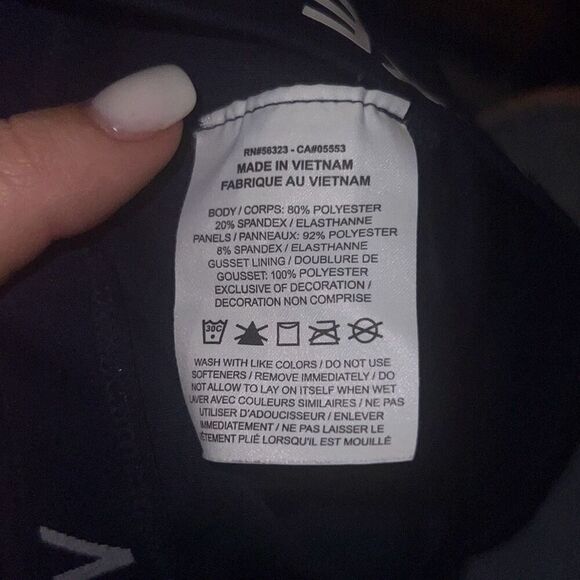 RN#56323 - CA#05553
MADE IN VIETNAM
FABRIQUE AU VIETNAM
BODY / CORPS: 80% POLYESTER
20% SPANDEX / ELASTHANNE
PANELS / PANNEAUX: 92% POLYESTER
8% SPANDEX / ELASTHANNE
GUSSET LINING / DOUBLURE DE
GOUSSET: 100% POLYESTER
EXCLUSIVE OF DECORATION /
DECORATION NON COMPRISE
30C
WASH WITH LIKE COLORS / DO NOT USE
SOFTENERS / REMOVE IMMEDIATELY / DO
NOT ALLOW TO LAY ON ITSELF WHEN WET
LAVER AVEC COULEURS SIMILAIRES / NE PAS
UTILISER D'ADOUCISSEUR / ENLEVER
IMMEDIATEMENT / NE PAS LAISSER LE
VÊTEMENT PLIÉ LORSQU'IL EST MOUILLÉ